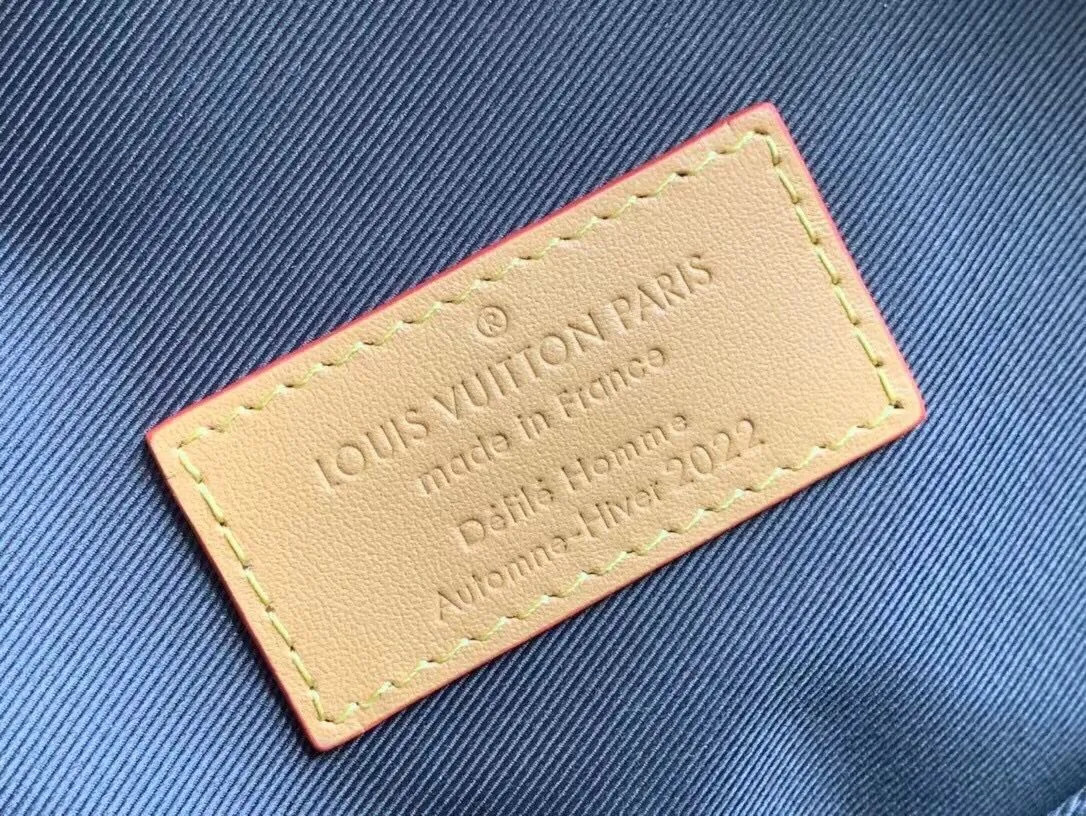 ®
LOUIS VUITTON PARIS
made in France
Défilé Homme
Automne-Hiver 2022